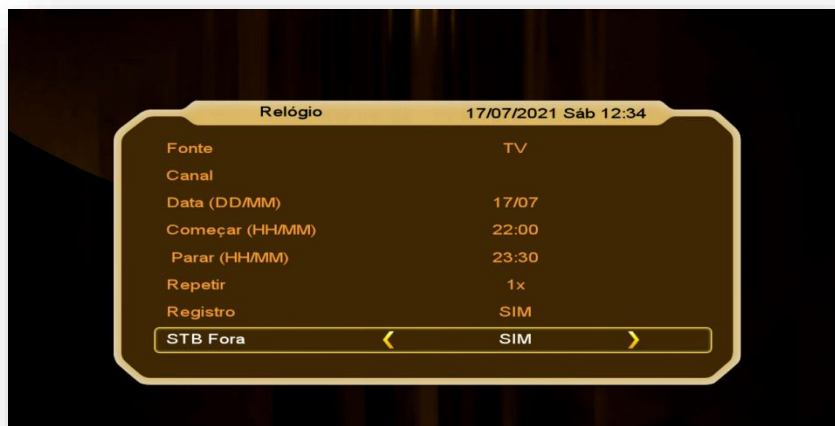 Relógio 17/07/2021 Sáb 12:34
Fonte TV
Canal
Data (DD/MM) 17/07
Começar (HH/MM) 22:00
Parar (HH/MM) 23:30
Repetir 1x
Registro SIM
STB Fora SIM